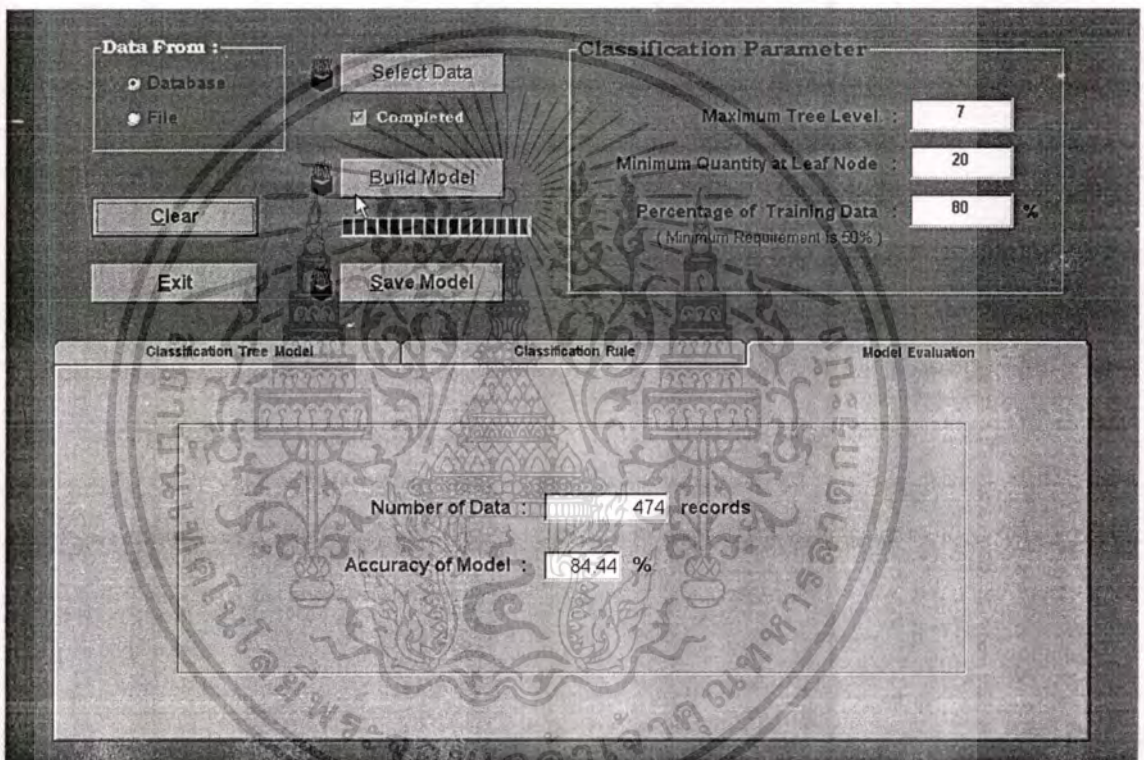 Data From :
Database
File
Select Data
Completed
Build Model
Clear
Exit
Save Model
Classification Parameter
Maximum Tree Level : 7
Minimum Quantity at Leaf Node : 20
Percentage of Training Data : 80 %
( Minimum Requirement is 50% )
Classification Tree Model
Classification Rule
Model Evaluation
Number of Data : 474 records
Accuracy of Model : 84.44 %